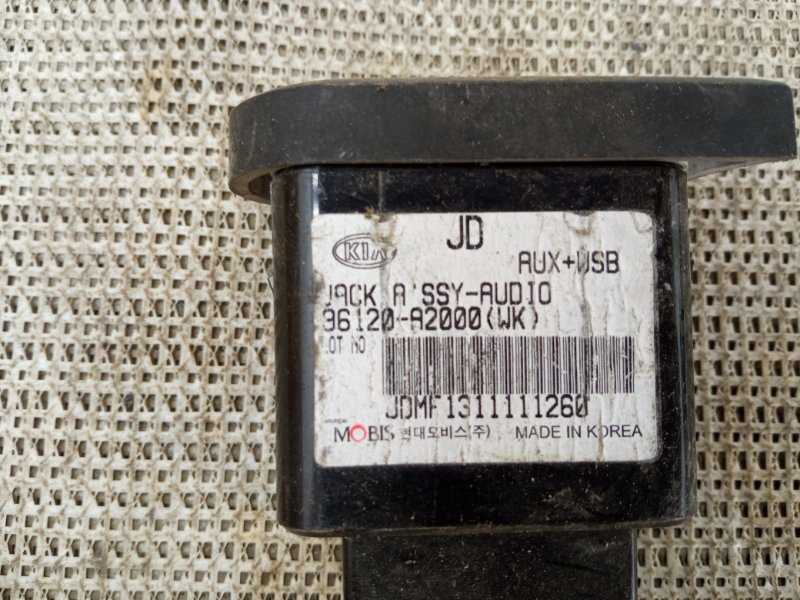 KIA
JD
AUX+USB
JACK A'SSY-AUDIO
96120-A2000(WK)
LOT NO
JDMF1311111260
HYUNDAI
MOBIS 현대모비스(주) MADE IN KOREA